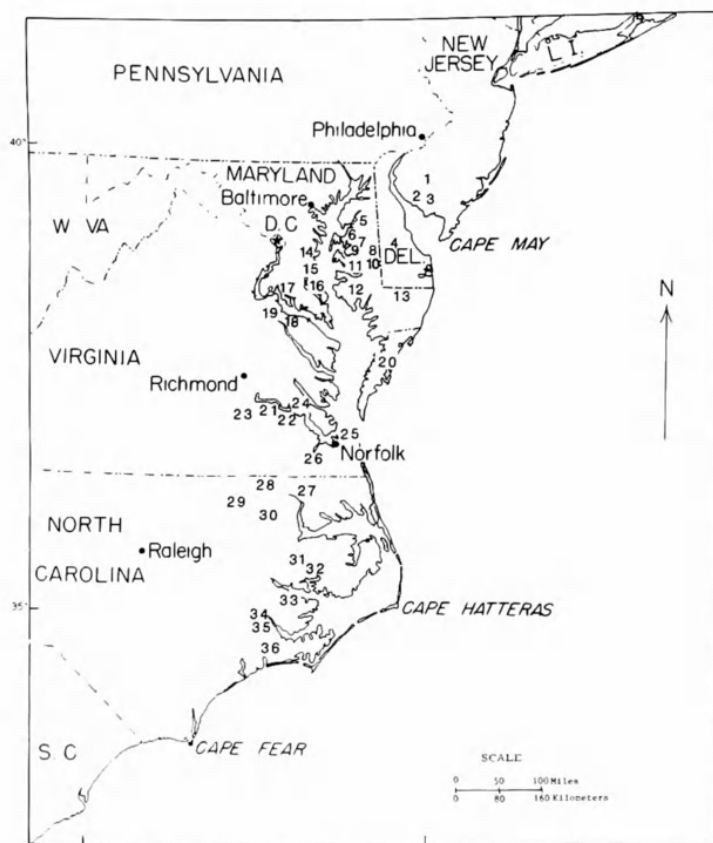 NEW
JERSEY
L. I.
PENNSYLVANIA
Philadelphia
40°
MARYLAND
Baltimore
W VA
D.C
1
2 3
5
6
7
8
9
10
4
DEL.
CAPE MAY
14
15
11
16
12
13
17
19
18
N
VIRGINIA
20
Richmond
24
23
21
22
25
Norfolk
26
28
27
29
30
NORTH
CAROLINA
Raleigh
31
32
33
35°
CAPE HATTERAS
34
35
36
S. C
CAPE FEAR
SCALE
0 50 100 Miles
0 80 160 Kilometers